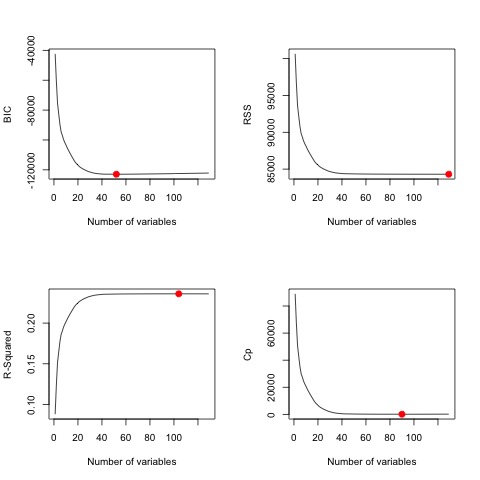 BIC
-40000
-80000
-120000
0 20 40 60 80 100
Number of variables
RSS
95000
90000
85000
0 20 40 60 80 100
Number of variables
R-Squared
0.20
0.15
0.10
0 20 40 60 80 100
Number of variables
Cp
60000
20000
0
0 20 40 60 80 100
Number of variables